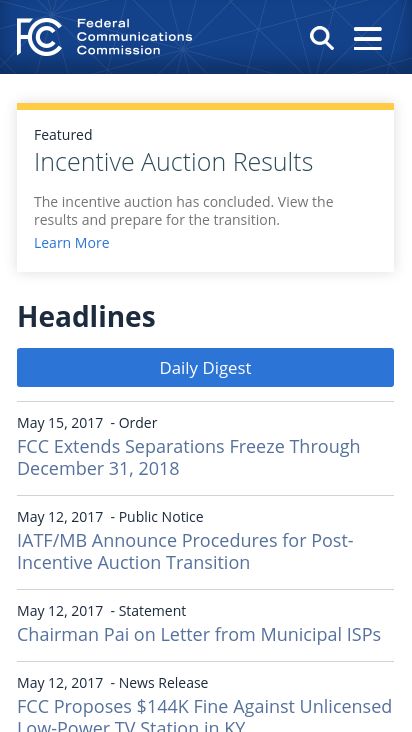 FCC
Federal
Communications
Commission
Featured
Incentive Auction Results
The incentive auction has concluded. View the
results and prepare for the transition.
Learn More
Headlines
Daily Digest
May 15, 2017 - Order
FCC Extends Separations Freeze Through
December 31, 2018
May 12, 2017 - Public Notice
IATF/MB Announce Procedures for Post-
Incentive Auction Transition
May 12, 2017 - Statement
Chairman Pai on Letter from Municipal ISPs
May 12, 2017 - News Release
FCC Proposes $144K Fine Against Unlicensed
Low-Power TV Station in KY